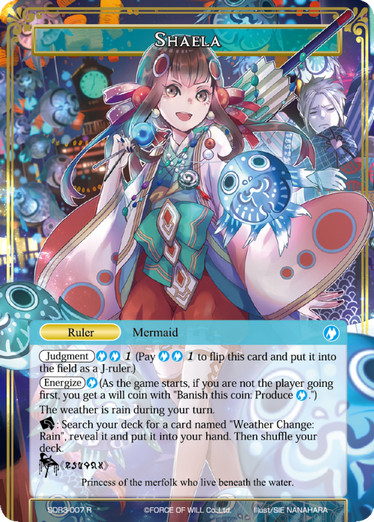 Shaela
Ruler Mermaid
Judgment 1 (Pay 1 to flip this card and put it into
the field as a J-ruler.)
Energize (As the game starts, if you are not the player going
first, you get a will coin with "Banish this coin: Produce .")
The weather is rain during your turn.
: Search your deck for a card named "Weather Change:
Rain", reveal it and put it into your hand. Then shuffle your
deck.
Princess of the merfolk who live beneath the water.
SDR3-007 R ©FORCE OF WILL Co.,Ltd. Illust/SIE NANAHARA